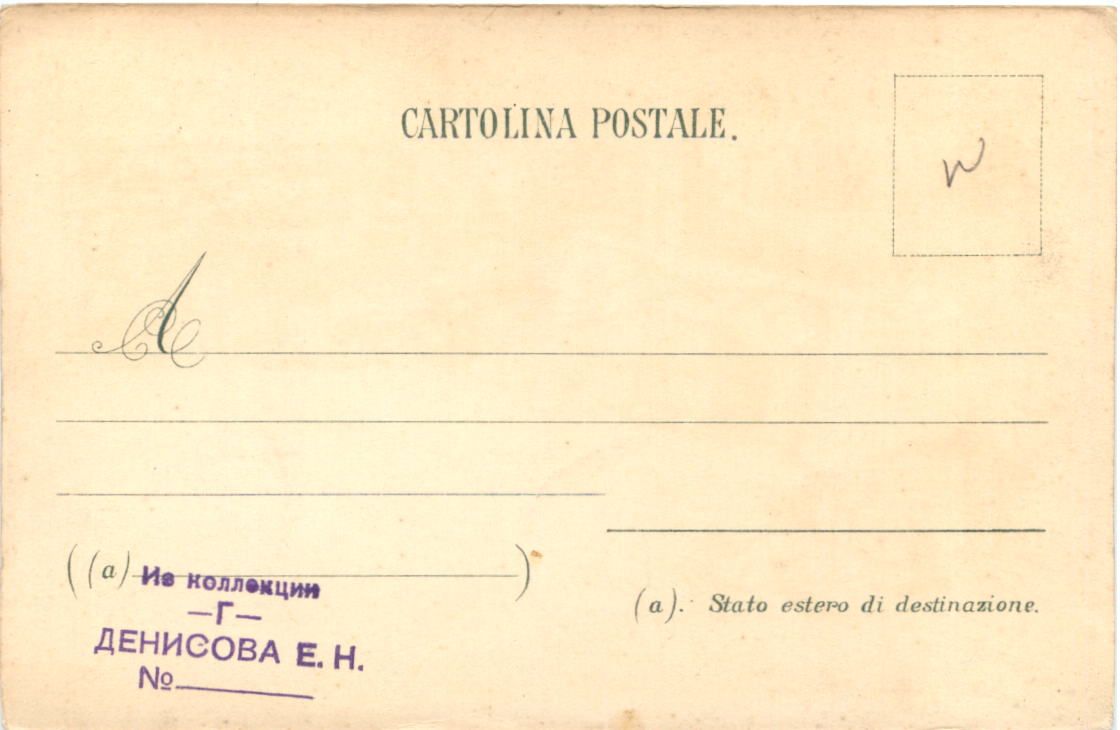 CARTOLINA POSTALE.
A
((a) )
(a). Stato estero di destinazione.
Из коллекции
—Г—
ДЕНИСОВА Е. Н.
№